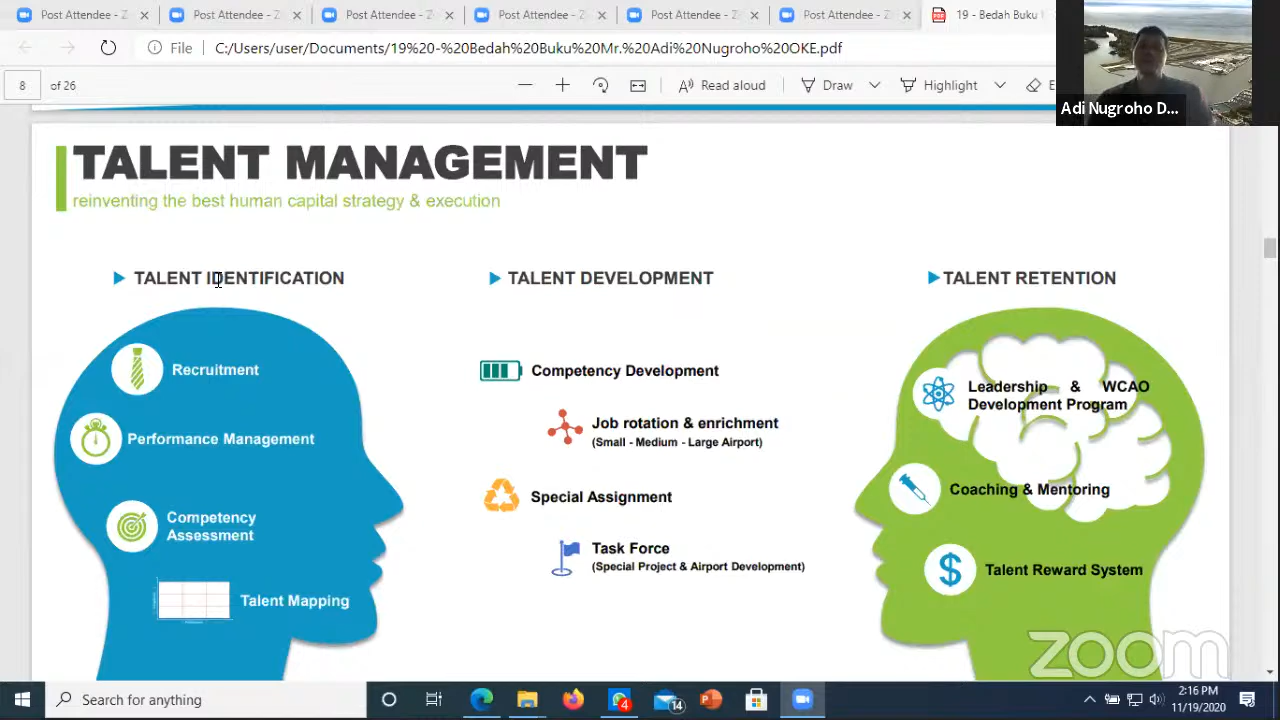 Post Attendee - Z
Post Attendee - Z
Post Attendee - Z
Post Attendee - Z
Post Attendee - Z
Post Attendee - Z
19 - Bedah Buku
File
C:/Users/user/Documents/19%20-%20Bedah%20Buku%20Mr.%20Adi%20Nugroho%20OKE.pdf
8 of 26
Read aloud
Draw
Highlight
Adi Nugroho D...
TALENT MANAGEMENT
reinventing the best human capital strategy & execution
TALENT IDENTIFICATION
Recruitment
Performance Management
Competency
Assessment
Talent Mapping
TALENT DEVELOPMENT
Competency Development
Job rotation & enrichment
(Small - Medium - Large Airport)
Special Assignment
Task Force
(Special Project & Airport Development)
TALENT RETENTION
Leadership & WCAO
Development Program
Coaching & Mentoring
$
Talent Reward System
zoom
Search for anything
4
14
2:16 PM
11/19/2020